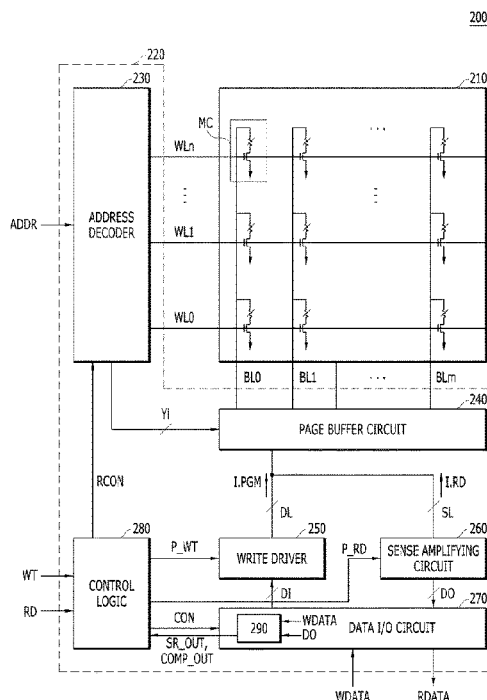 200
220
230
210
MC
WLn
ADDR
ADDRESS
DECODER
WL1
WL0
BL0
BL1
BLm
240
Yi
PAGE BUFFER CIRCUIT
RCON
I.PGM
I.RD
DL
SL
280
250
260
P_WT
WRITE DRIVER
P_RD
SENSE AMPLIFYING
CIRCUIT
WT
CONTROL
LOGIC
RD
DI
DO
270
CON
290
WDATA
DO
DATA I/O CIRCUIT
SR_OUT,
COMP_OUT
WDATA
RDATA